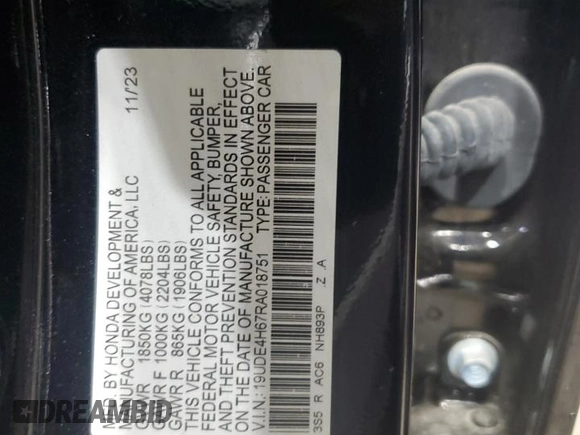 MFD. BY HONDA DEVELOPMENT &
MANUFACTURING OF AMERICA, LLC 11/23
GVWR 1850KG(4078LBS)
GAWR F 1000KG(2204LBS)
GAWR R 865KG(1906LBS)
THIS VEHICLE CONFORMS TO ALL APPLICABLE
FEDERAL MOTOR VEHICLE SAFETY, BUMPER,
AND THEFT PREVENTION STANDARDS IN EFFECT
ON THE DATE OF MANUFACTURE SHOWN ABOVE.
V.I.N.: 19UDE4H67RA018751 TYPE: PASSENGER CAR
3S5 R AC6 NH893P .Z .A
DREAMBID